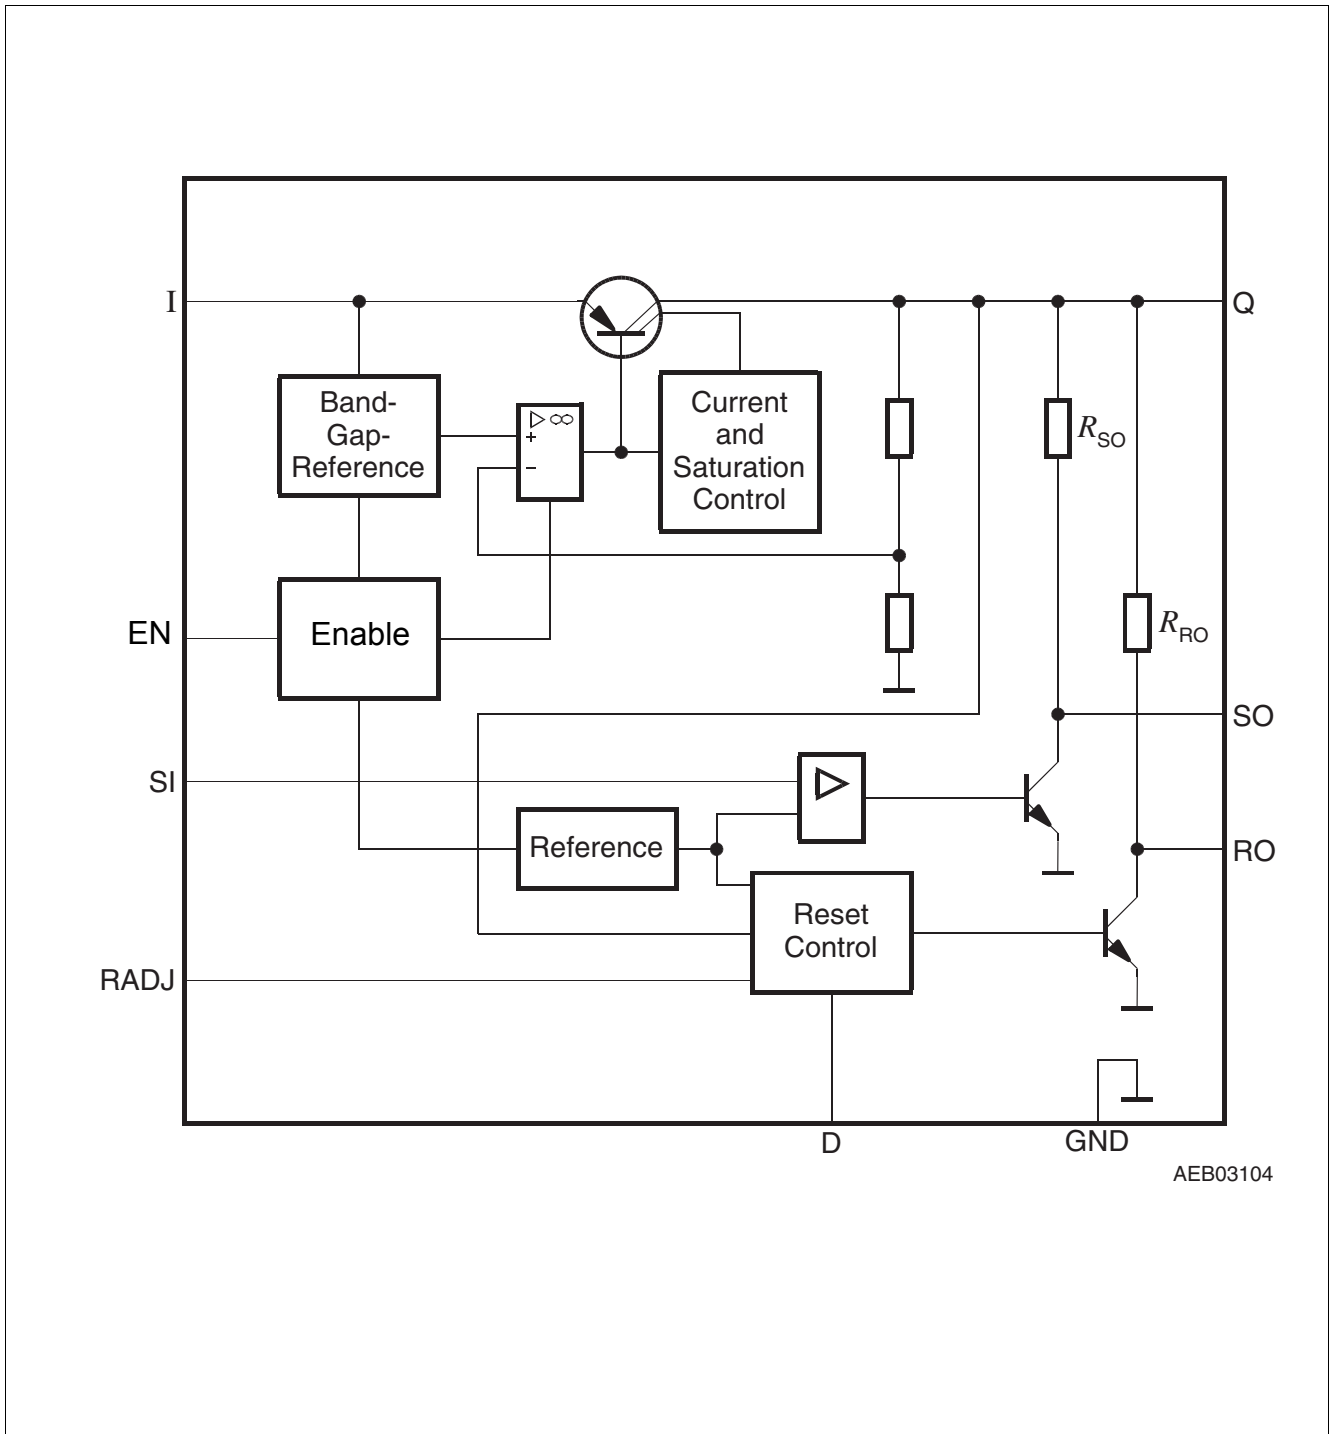 I
Q
Band-
Gap-
Reference
▷ ∞
+
−
Current
and
Saturation
Control
R_SO
EN
Enable
R_RO
SO
SI
Reference
RO
Reset
Control
RADJ
D
GND
AEB03104